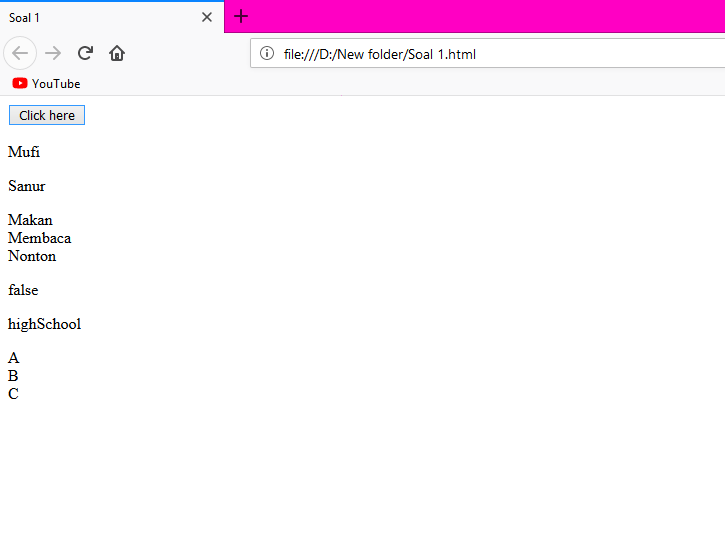 Soal 1
file:///D:/New folder/Soal 1.html
YouTube
Click here
Mufi
Sanur
Makan
Membaca
Nonton
false
highSchool
A
B
C